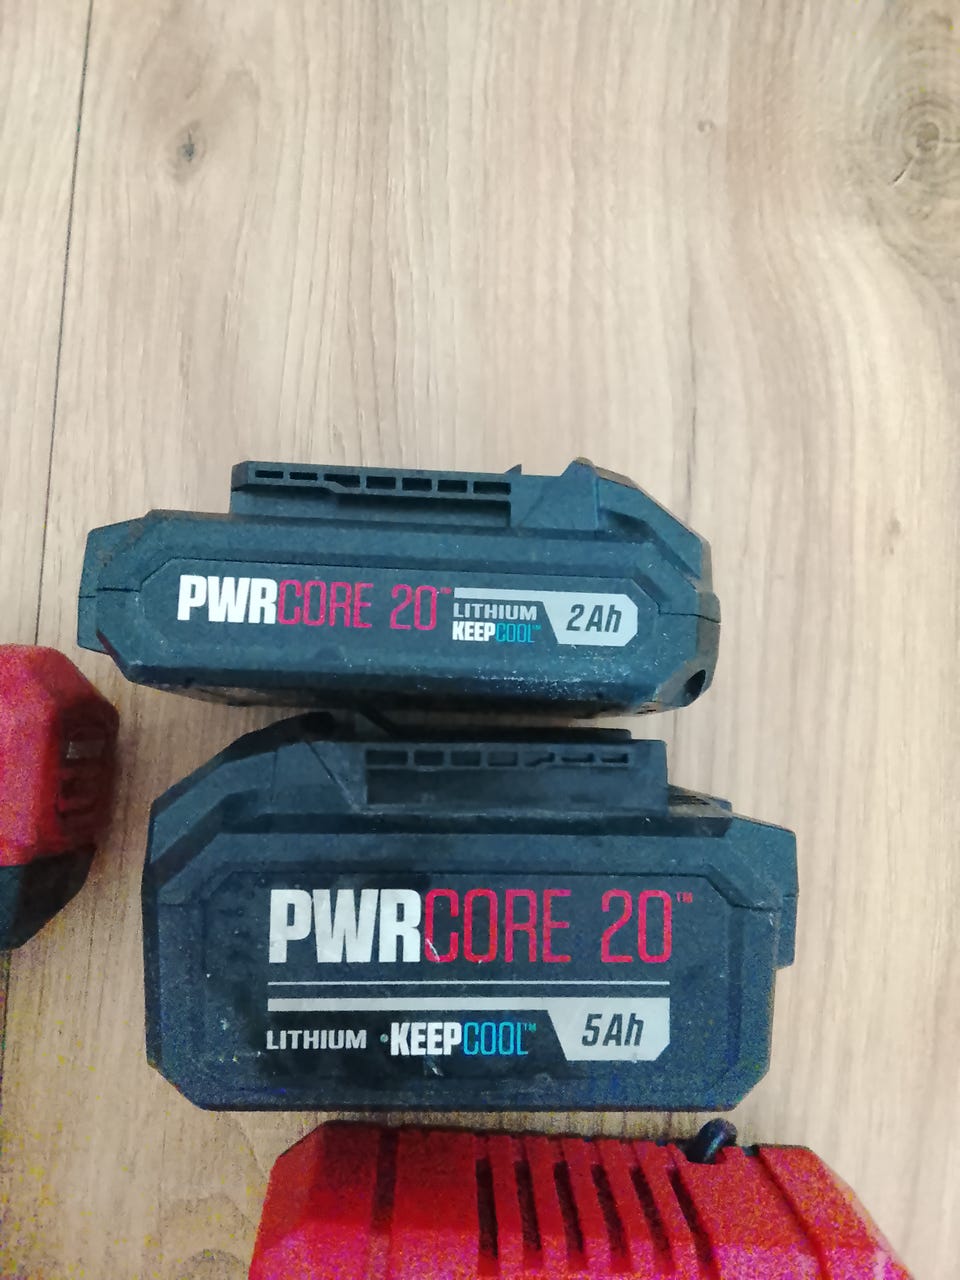 PWRCORE 20™ LITHIUM 2Ah
KEEPCOOL™
PWRCORE 20™
LITHIUM •KEEPCOOL™ 5Ah